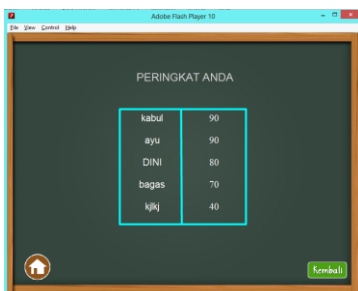 Adobe Flash Player 10
File View Control Help
PERINGKAT ANDA
kabul 90
ayu 90
DINI 80
bagas 70
kjlkj 40
Kembali